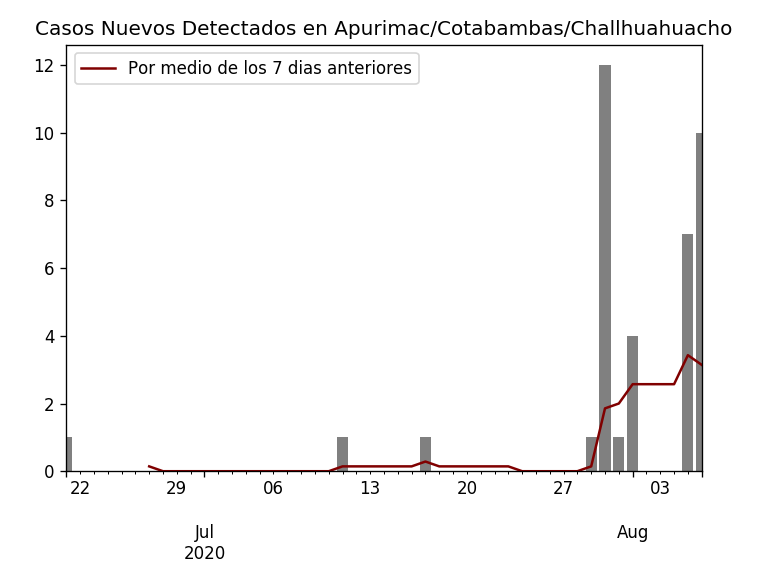 Casos Nuevos Detectados en Apurimac/Cotabambas/Challhuahuacho
Por medio de los 7 dias anteriores
12
10
8
6
4
2
0
22 29 06 13 20 27 03
Jul Aug
2020